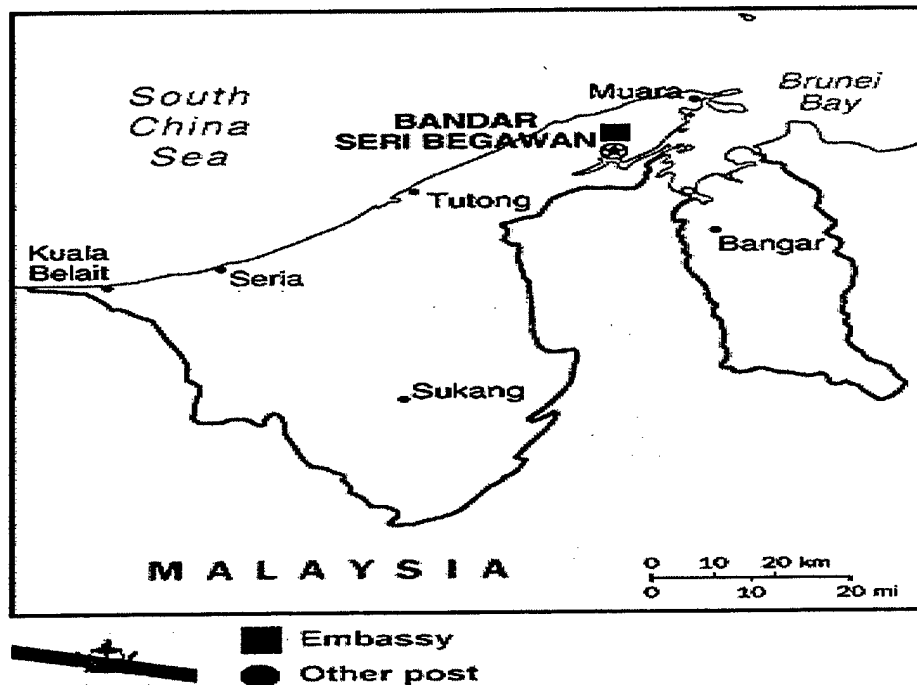 South
China
Sea
Muara
Brunei
Bay
BANDAR
SERI BEGAWAN
Tutong
Bangar
Kuala
Belait
Seria
Sukang
MALAYSIA
0 10 20 km
0 10 20 mi
Embassy
Other post